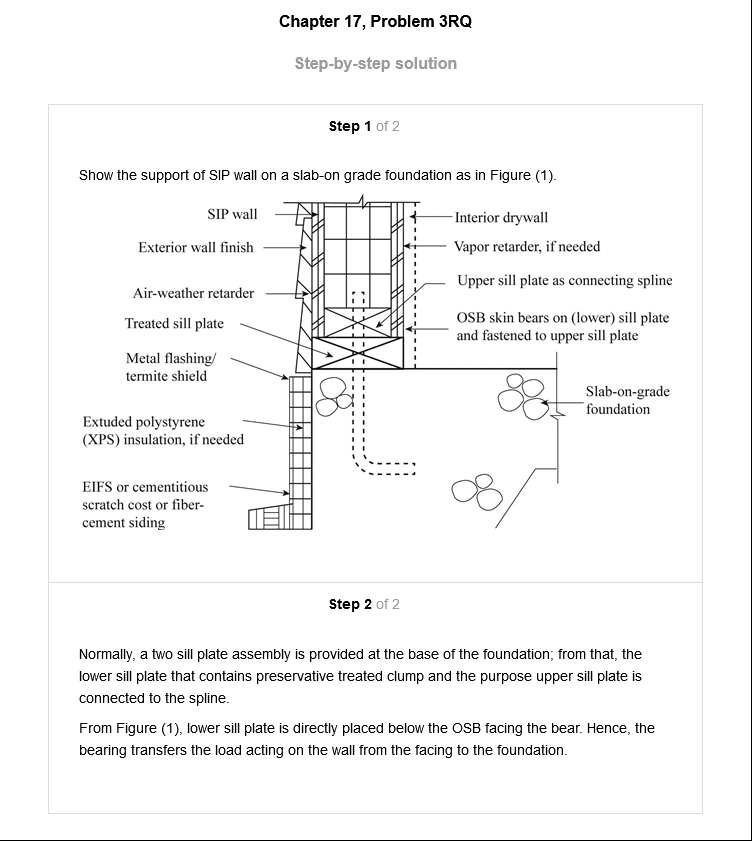 Chapter 17, Problem 3RQ
Step-by-step solution
Step 1 of 2
Show the support of SIP wall on a slab-on grade foundation as in Figure (1).
SIP wall
Exterior wall finish
Air-weather retarder
Treated sill plate
Metal flashing/
termite shield
Extuded polystyrene
(XPS) insulation, if needed
EIFS or cementitious
scratch cost or fiber-
cement siding
Interior drywall
Vapor retarder, if needed
Upper sill plate as connecting spline
OSB skin bears on (lower) sill plate
and fastened to upper sill plate
Slab-on-grade
foundation
Step 2 of 2
Normally, a two sill plate assembly is provided at the base of the foundation; from that, the
lower sill plate that contains preservative treated clump and the purpose upper sill plate is
connected to the spline.
From Figure (1), lower sill plate is directly placed below the OSB facing the bear. Hence, the
bearing transfers the load acting on the wall from the facing to the foundation.